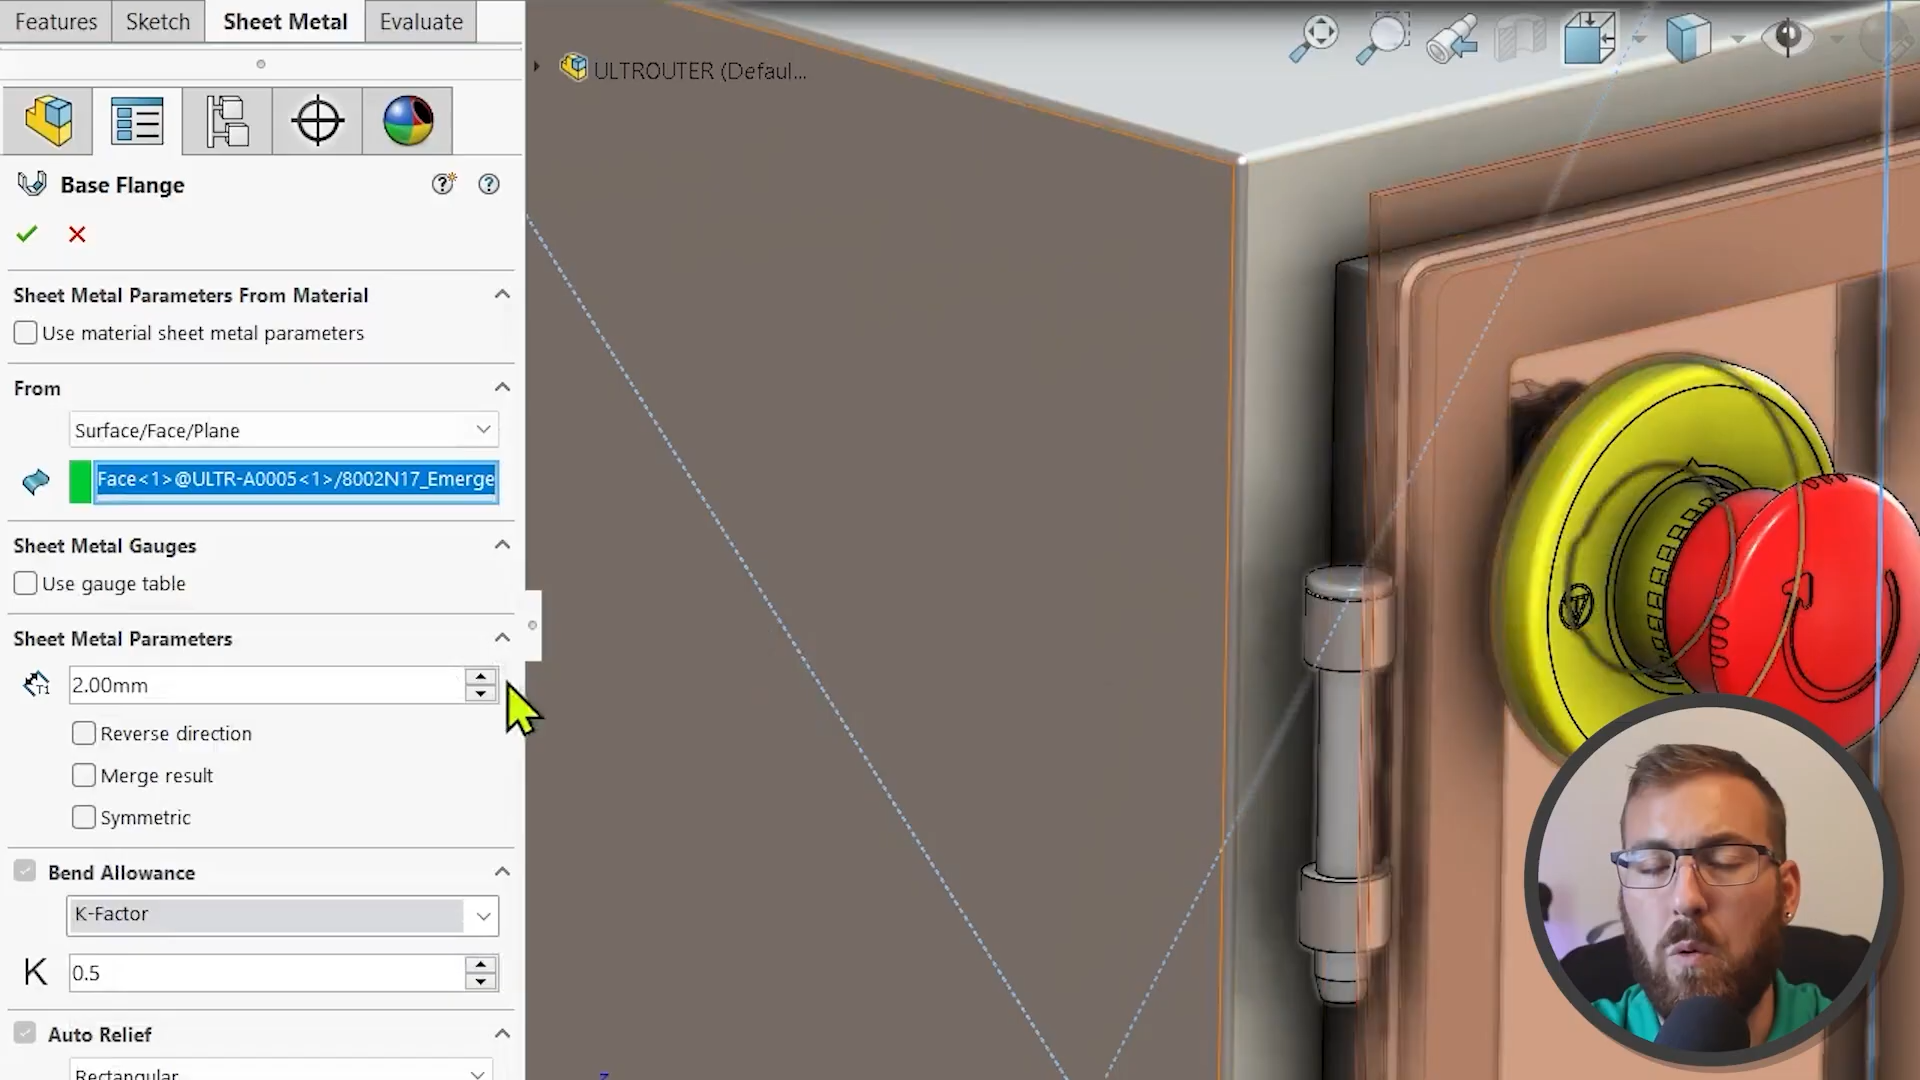 Features Sketch Sheet Metal Evaluate
ULTROUTER (Defaul...
Base Flange
Sheet Metal Parameters From Material
Use material sheet metal parameters
From
Surface/Face/Plane
Face<1>@ULTR-A0005<1>/8002N17_Emerge
Sheet Metal Gauges
Use gauge table
Sheet Metal Parameters
T1 2.00mm
Reverse direction
Merge result
Symmetric
Bend Allowance
K-Factor
K 0.5
Auto Relief
Rectangular
z